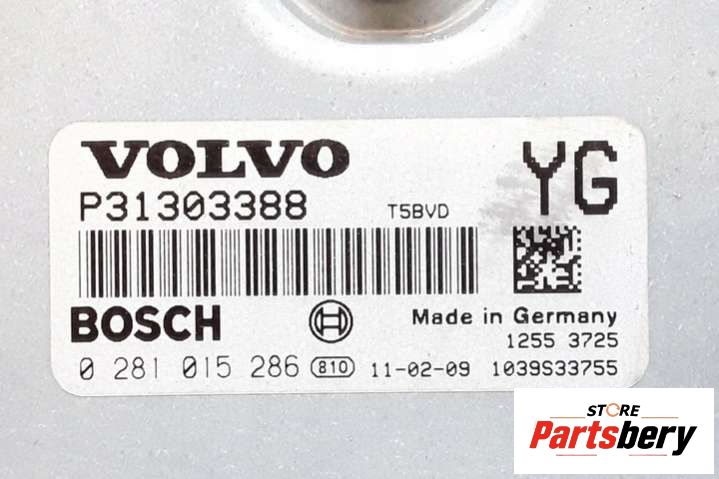 VOLVO
YG
P31303388 T5BVD
BOSCH Made in Germany
1255 3725
0 281 015 286 810 11-02-09 1039S33755
STORE
Partsbery